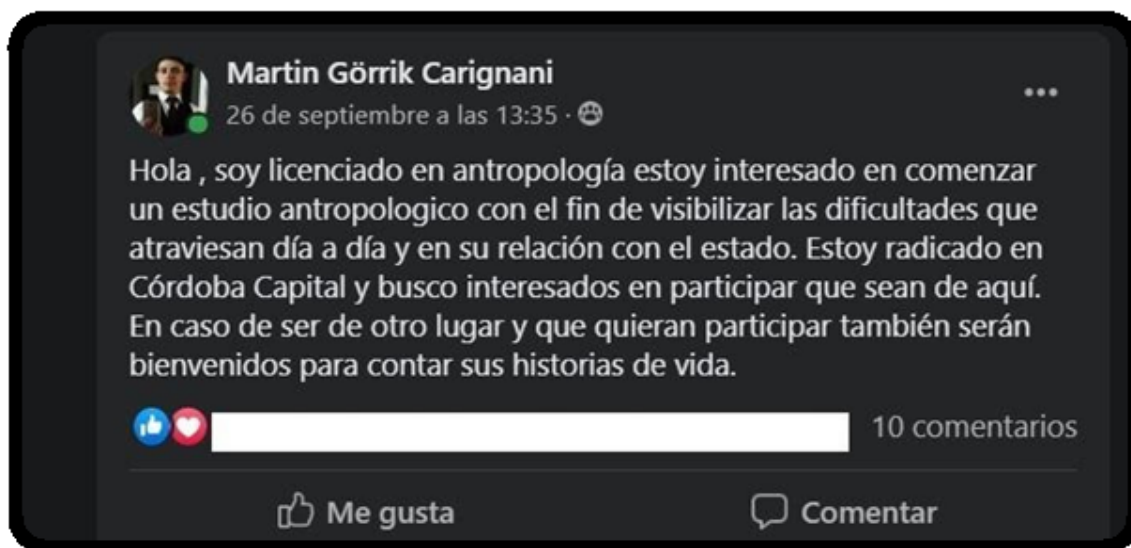 Martin Görrik Carignani
26 de septiembre a las 13:35 ·
Hola , soy licenciado en antropología estoy interesado en comenzar
un estudio antropologico con el fin de visibilizar las dificultades que
atraviesan día a día y en su relación con el estado. Estoy radicado en
Córdoba Capital y busco interesados en participar que sean de aquí.
En caso de ser de otro lugar y que quieran participar también serán
bienvenidos para contar sus historias de vida.
10 comentarios
Me gusta
Comentar